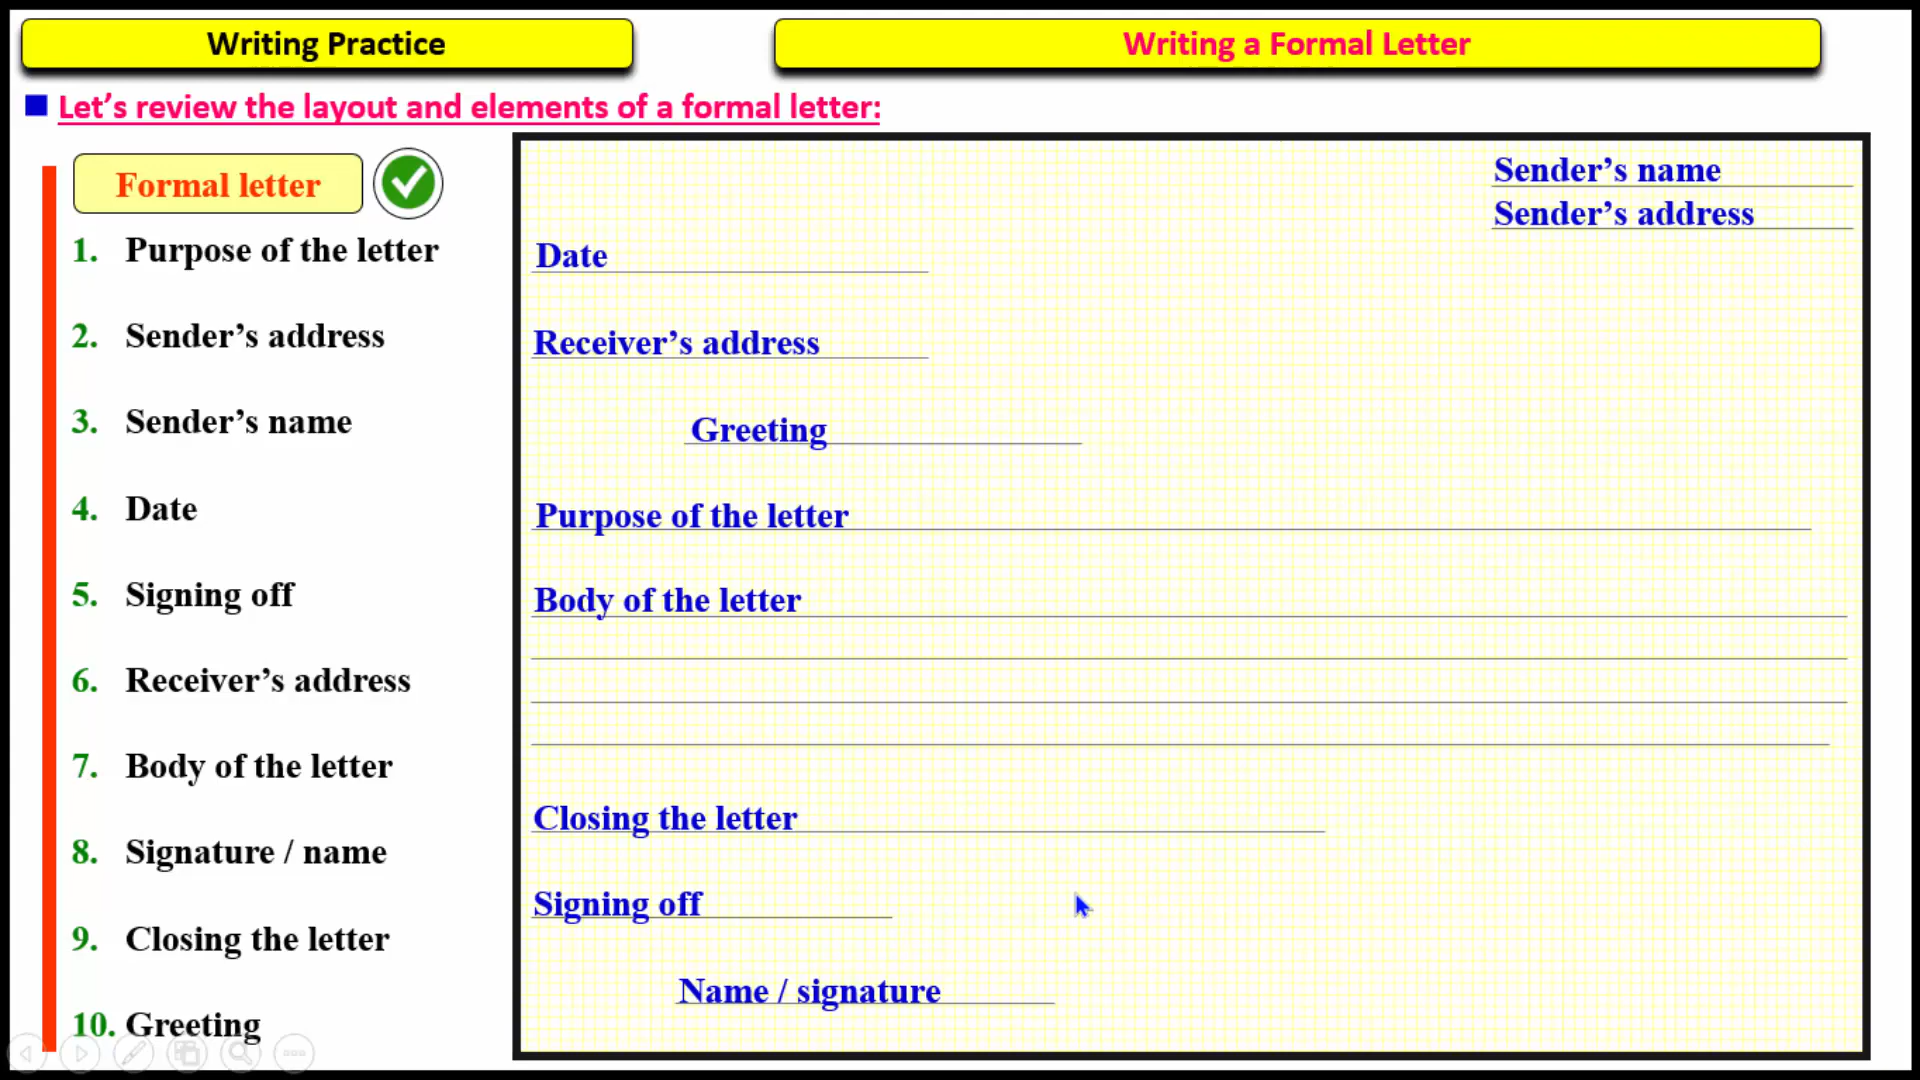 Writing Practice
Writing a Formal Letter
Let’s review the layout and elements of a formal letter:
Formal letter
1. Purpose of the letter
2. Sender’s address
3. Sender’s name
4. Date
5. Signing off
6. Receiver’s address
7. Body of the letter
8. Signature / name
9. Closing the letter
10. Greeting
Sender’s name
Sender’s address
Date
Receiver’s address
Greeting
Purpose of the letter
Body of the letter
Closing the letter
Signing off
Name / signature